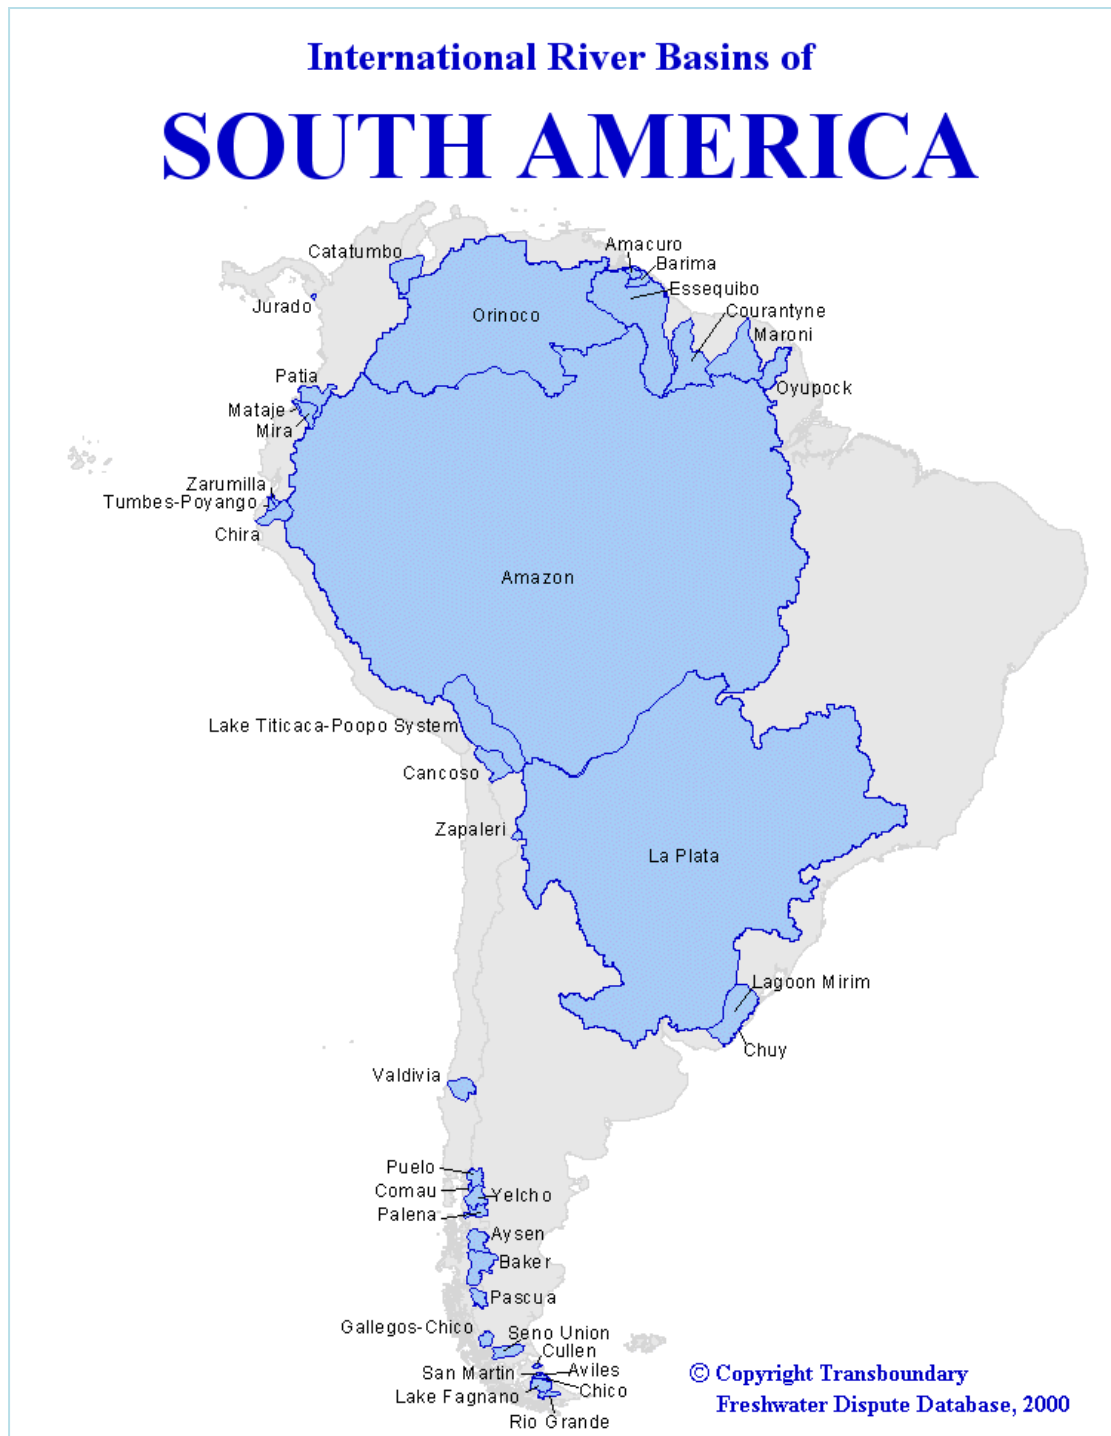 International River Basins of
SOUTH AMERICA
Catatumbo
Amacuro
Barima
Essequibo
Jurado
Orinoco
Courantyne
Maroni
Patia
Oyupock
Mataje
Mira
Zarumilla
Tumbes-Poyango
Chira
Amazon
Lake Titicaca-Poopo System
Cancoso
Zapaleri
La Plata
Lagoon Mirim
Chuy
Valdivia
Puelo
Comau
Yelcho
Palena
Aysen
Baker
Pascua
Gallegos-Chico
Seno Union
Cullen
San Martin
Aviles
Chico
Lake Fagnano
Rio Grande
© Copyright Transboundary
Freshwater Dispute Database, 2000